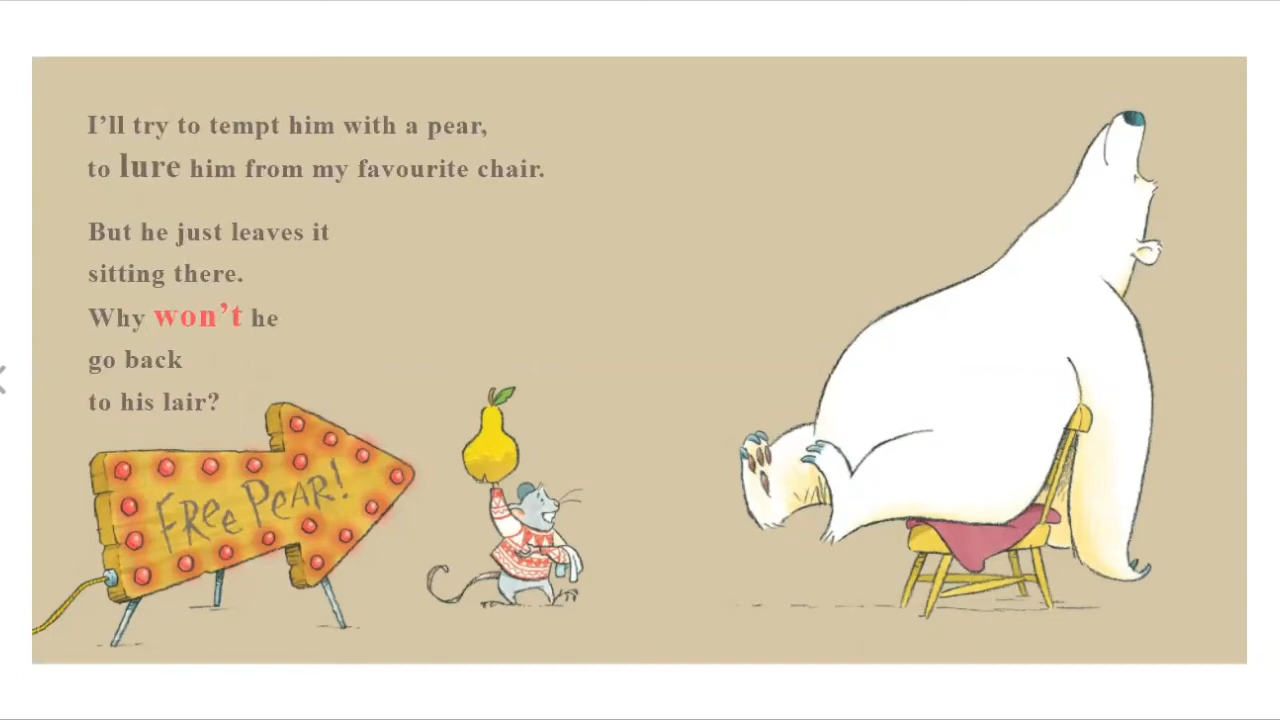 I’ll try to tempt him with a pear,
to lure him from my favourite chair.
But he just leaves it
sitting there.
Why won’t he
go back
to his lair?
FREE PEAR!